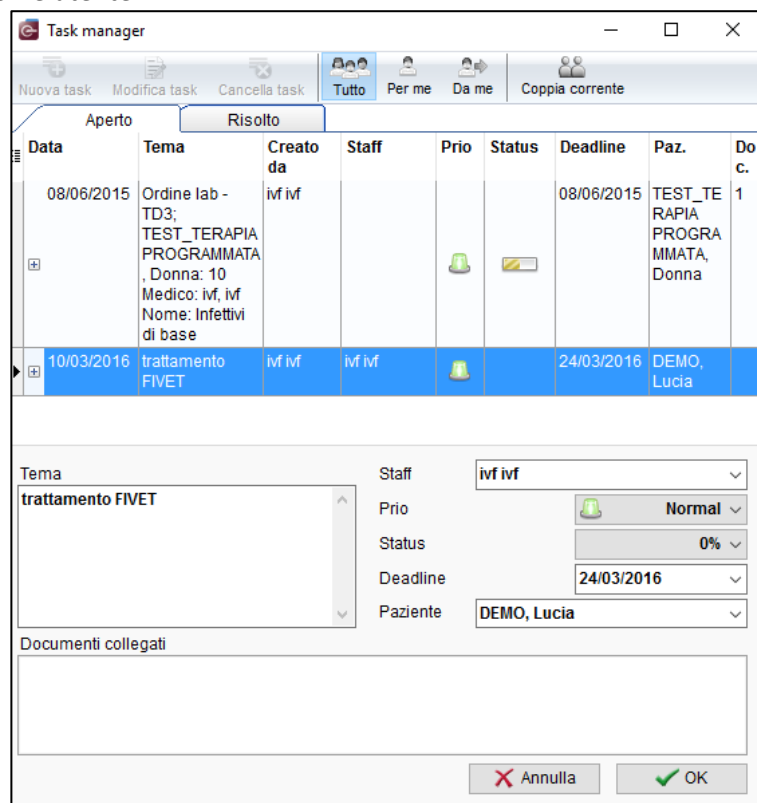 Task manager
Nuova task Modifica task Cancella task Tutto Per me Da me Coppia corrente
Aperto Risolto
Data Tema Creato da Staff Prio Status Deadline Paz. Do c.
08/06/2015 Ordine lab - ivf ivf 08/06/2015 TEST_TE 1
TD3; RAPIA
TEST_TERAPIA PROGRA
PROGRAMMATA MMATA,
, Donna: 10 Donna
Medico: ivf, ivf
Nome: Infettivi
di base
10/03/2016 trattamento ivf ivf ivf ivf 24/03/2016 DEMO,
FIVET Lucia
Tema
trattamento FIVET
Staff ivf ivf
Prio Normal
Status 0%
Deadline 24/03/2016
Paziente DEMO, Lucia
Documenti collegati
Annulla OK